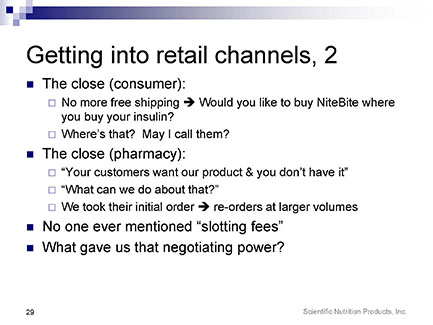 Getting into retail channels, 2
The close (consumer):
No more free shipping ➔ Would you like to buy NiteBite where
you buy your insulin?
Where’s that? May I call them?
The close (pharmacy):
“Your customers want our product & you don’t have it”
“What can we do about that?”
We took their initial order ➔ re-orders at larger volumes
No one ever mentioned “slotting fees”
What gave us that negotiating power?
29
Scientific Nutrition Products, Inc.